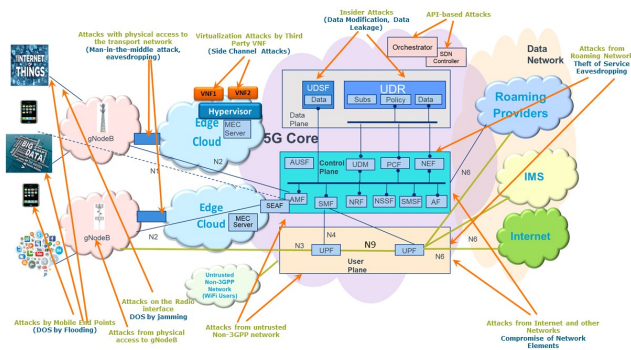 Insider Attacks
(Data Modification, Data
Leakage)
API-based Attacks
Attacks with physical access to
the transport network
(Man-in-the-middle attack,
eavesdropping)
Virtualization Attacks by Third
Party VNF
(Side Channel Attacks)
Orchestrator
SDN
Controller
Data
Network
Attacks from
Roaming Network
Theft of Service
Eavesdropping
INTERNET
OF
THINGS
VNF1
VNF2
Hypervisor
MEC
Server
Edge
Cloud
gNodeB
UDSF
Data
UDR
Subs
Policy
Data
Data
Plane
Roaming
Providers
5G Core
BIG
DATA
N1
N2
AUSF
Control
Plane
UDM
PCF
NEF
N6
IMS
SEAF
AMF
SMF
NRF
NSSF
SMSF
AF
Edge
Cloud
MEC
Server
gNodeB
N2
N4
N3
UPF
N9
UPF
N6
N6
Internet
User
Plane
Untrusted
Non-3GPP
Network
(WiFi Users)
Attacks by Mobile End Points
(DOS by Flooding)
Attacks on the Radio
interface
DOS by Jamming
Attacks from physical
access to gNodeB
Attacks from untrusted
Non-3GPP network
Attacks from Internet and other
Networks
Compromise of Network
Elements